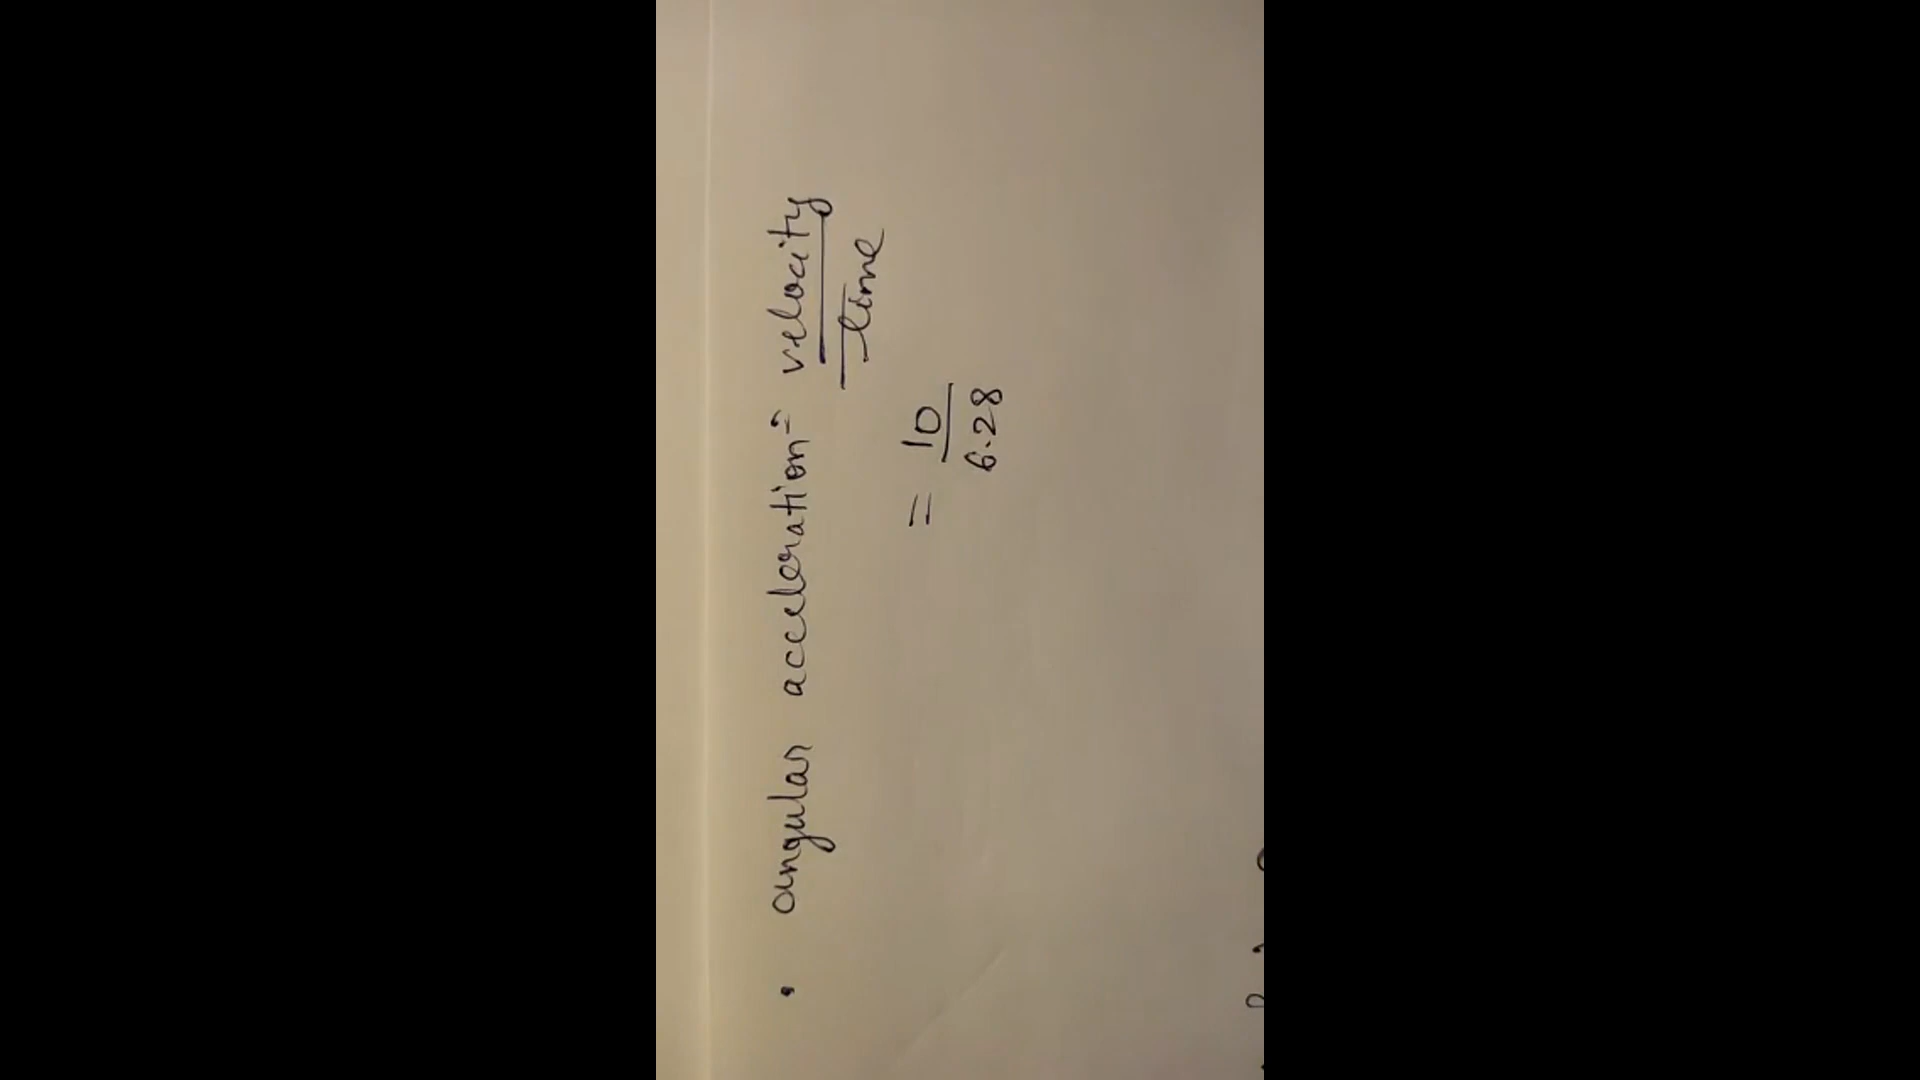 • angular acceleration = velocity
time
= 10
6.28